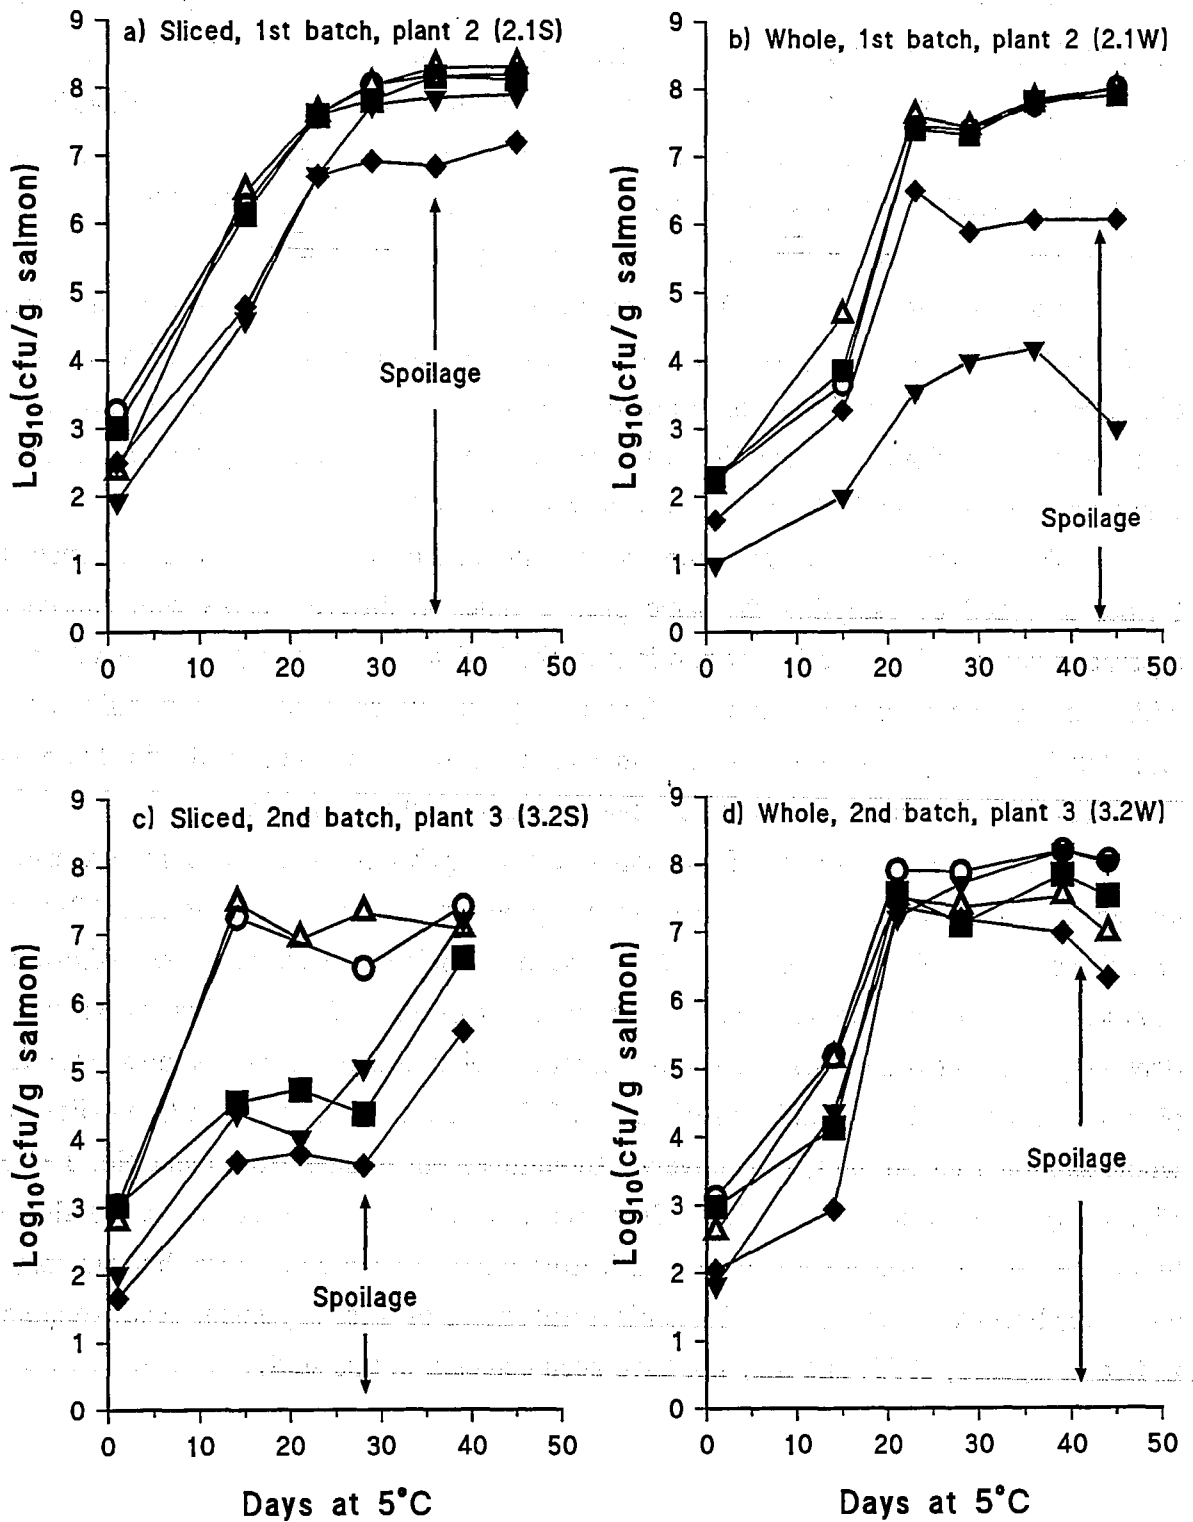 a) Sliced, 1st batch, plant 2 (2.1S)
9
8
7
6
5
4
3
2
1
0
Log10(cfu/g salmon)
Spoilage
0 10 20 30 40 50
b) Whole, 1st batch, plant 2 (2.1W)
9
8
7
6
5
4
3
2
1
0
Log10(cfu/g salmon)
Spoilage
0 10 20 30 40 50
c) Sliced, 2nd batch, plant 3 (3.2S)
9
8
7
6
5
4
3
2
1
0
Log10(cfu/g salmon)
Spoilage
0 10 20 30 40 50
Days at 5°C
d) Whole, 2nd batch, plant 3 (3.2W)
9
8
7
6
5
4
3
2
1
0
Log10(cfu/g salmon)
Spoilage
0 10 20 30 40 50
Days at 5°C